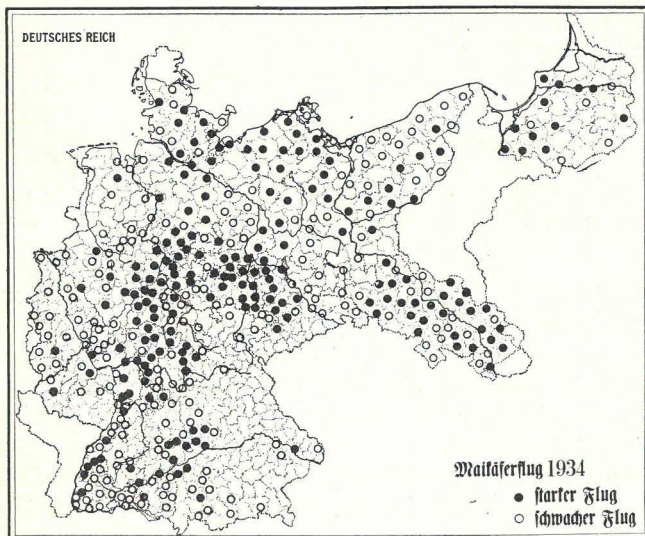 DEUTSCHES REICH
Maikäferflug 1934
starker Flug
schwacher Flug